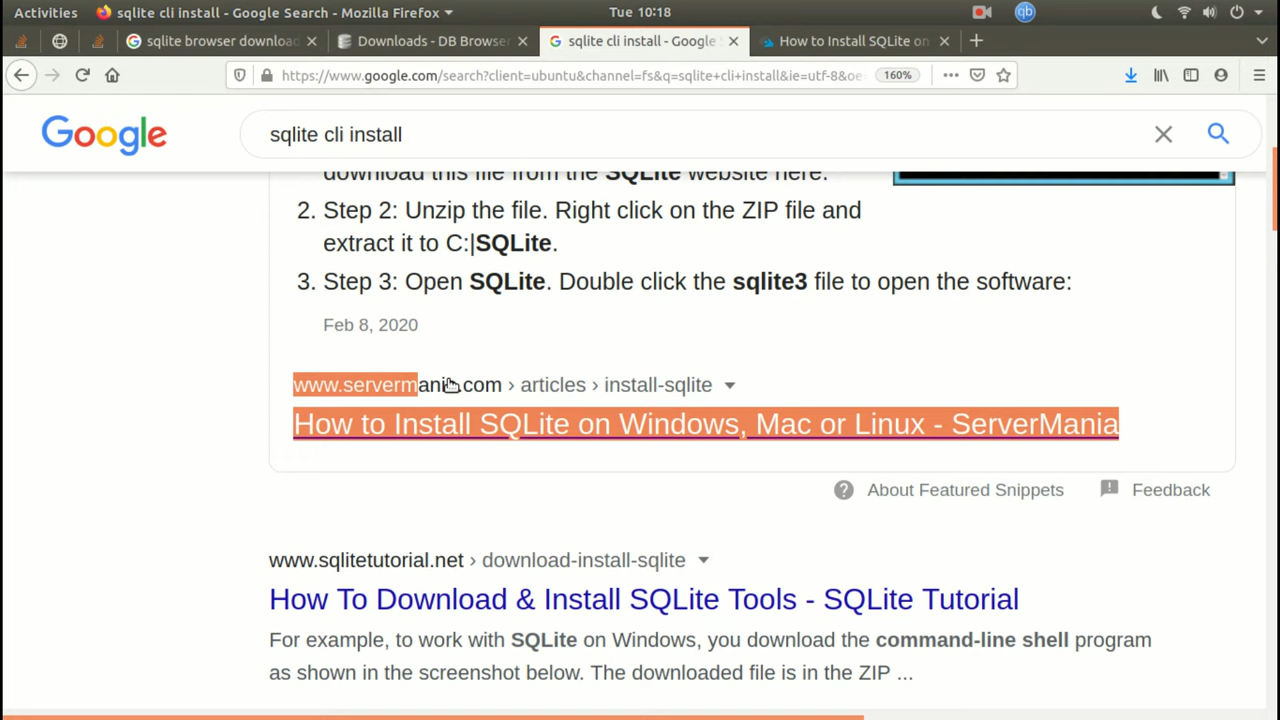 Activities sqlite cli install - Google Search - Mozilla Firefox Tue 10:18 qb
sqlite browser downloa Downloads - DB Browser sqlite cli install - Google How to Install SQLite on
https://www.google.com/search?client=ubuntu&channel=fs&q=sqlite+cli+install&ie=utf-8&oe= 160%
Google sqlite cli install
download this file from the SQLite website here.
2. Step 2: Unzip the file. Right click on the ZIP file and
extract it to C:|SQLite.
3. Step 3: Open SQLite. Double click the sqlite3 file to open the software:
Feb 8, 2020
www.servermania.com › articles › install-sqlite
How to Install SQLite on Windows, Mac or Linux - ServerMania
About Featured Snippets Feedback
www.sqlitetutorial.net › download-install-sqlite
How To Download & Install SQLite Tools - SQLite Tutorial
For example, to work with SQLite on Windows, you download the command-line shell program
as shown in the screenshot below. The downloaded file is in the ZIP ...